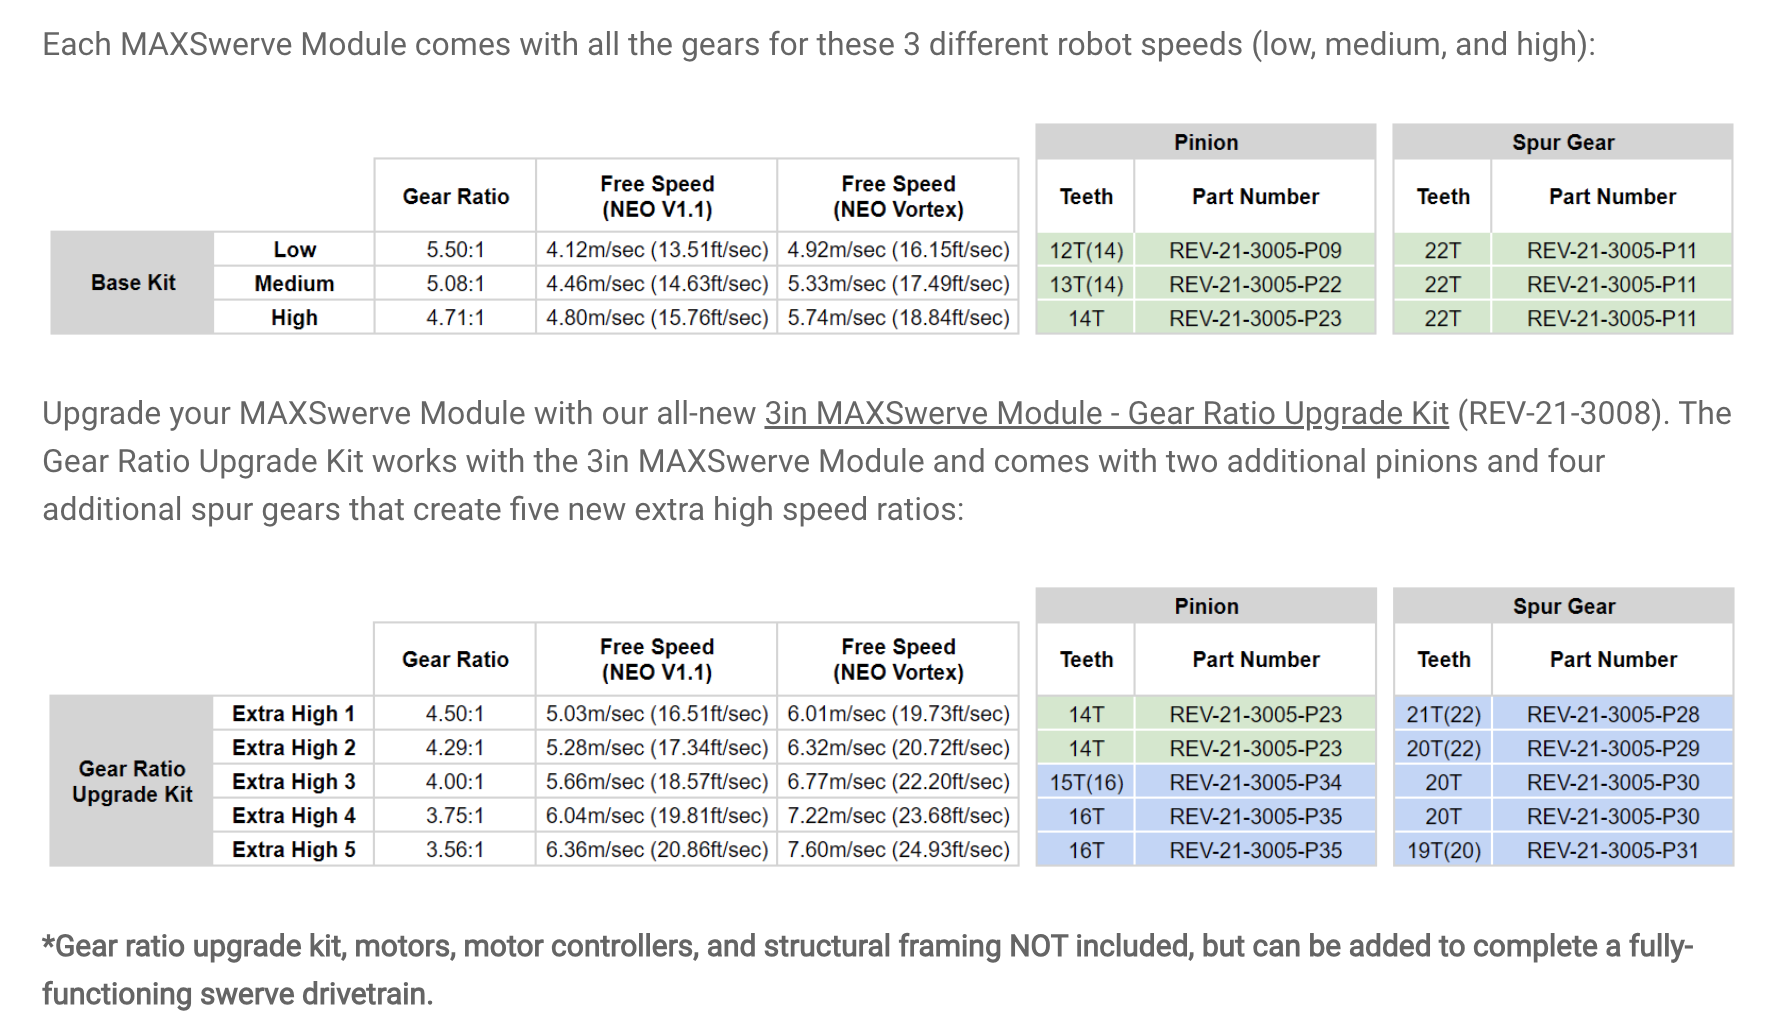 Each MAXSwerve Module comes with all the gears for these 3 different robot speeds (low, medium, and high):
Pinion Spur Gear
Gear Ratio Free Speed (NEO V1.1) Free Speed (NEO Vortex) Teeth Part Number Teeth Part Number
Base Kit
Low 5.50:1 4.12m/sec (13.51ft/sec) 4.92m/sec (16.15ft/sec) 12T(14) REV-21-3005-P09 22T REV-21-3005-P11
Medium 5.08:1 4.46m/sec (14.63ft/sec) 5.33m/sec (17.49ft/sec) 13T(14) REV-21-3005-P22 22T REV-21-3005-P11
High 4.71:1 4.80m/sec (15.76ft/sec) 5.74m/sec (18.84ft/sec) 14T REV-21-3005-P23 22T REV-21-3005-P11
Upgrade your MAXSwerve Module with our all-new 3in MAXSwerve Module - Gear Ratio Upgrade Kit (REV-21-3008). The
Gear Ratio Upgrade Kit works with the 3in MAXSwerve Module and comes with two additional pinions and four
additional spur gears that create five new extra high speed ratios:
Pinion Spur Gear
Gear Ratio Free Speed (NEO V1.1) Free Speed (NEO Vortex) Teeth Part Number Teeth Part Number
Gear Ratio
Upgrade Kit
Extra High 1 4.50:1 5.03m/sec (16.51ft/sec) 6.01m/sec (19.73ft/sec) 14T REV-21-3005-P23 21T(22) REV-21-3005-P28
Extra High 2 4.29:1 5.28m/sec (17.34ft/sec) 6.32m/sec (20.72ft/sec) 14T REV-21-3005-P23 20T(22) REV-21-3005-P29
Extra High 3 4.00:1 5.66m/sec (18.57ft/sec) 6.77m/sec (22.20ft/sec) 15T(16) REV-21-3005-P34 20T REV-21-3005-P30
Extra High 4 3.75:1 6.04m/sec (19.81ft/sec) 7.22m/sec (23.68ft/sec) 16T REV-21-3005-P35 20T REV-21-3005-P30
Extra High 5 3.56:1 6.36m/sec (20.86ft/sec) 7.60m/sec (24.93ft/sec) 16T REV-21-3005-P35 19T(20) REV-21-3005-P31
*Gear ratio upgrade kit, motors, motor controllers, and structural framing NOT included, but can be added to complete a fully-
functioning swerve drivetrain.